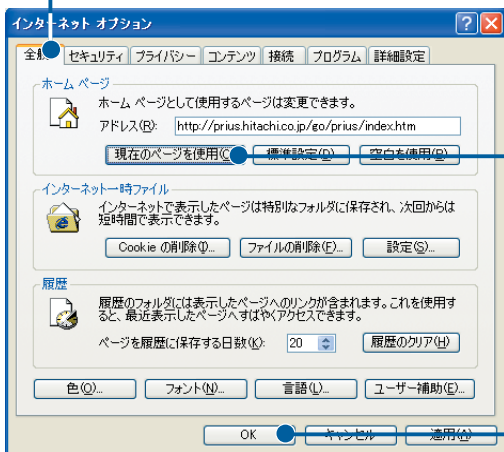 インターネット オプション
全般 セキュリティ プライバシー コンテンツ 接続 プログラム 詳細設定
ホーム ページ
ホーム ページとして使用するページは変更できます。
アドレス(R): http://prius.hitachi.co.jp/go/prius/index.htm
現在のページを使用(C) 標準設定(D) 空白を使用(B)
インターネット一時ファイル
インターネットで表示したページは特別なフォルダに保存され、次回からは
短時間で表示できます。
Cookie の削除(I)... ファイルの削除(F)... 設定(S)...
履歴
履歴のフォルダには表示したページへのリンクが含まれます。これを使用す
ると、最近表示したページへすばやくアクセスできます。
ページを履歴に保存する日数(K): 20 履歴のクリア(H)
色(O)... フォント(N)... 言語(L)... ユーザー補助(E)...
OK キャンセル 適用(A)